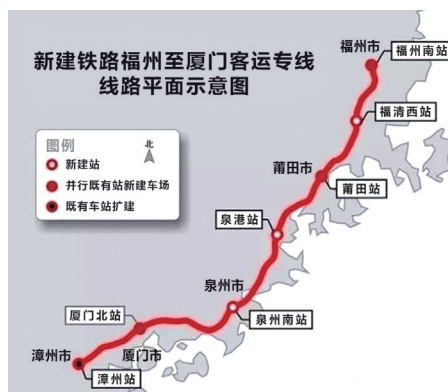 新建铁路福州至厦门客运专线
线路平面示意图
福州市
福州南站
图例
北
新建站
并行既有站新建车场
既有车站扩建
福清西站
莆田市
莆田站
泉港站
泉州市
泉州南站
厦门北站
厦门市
漳州市
漳州站